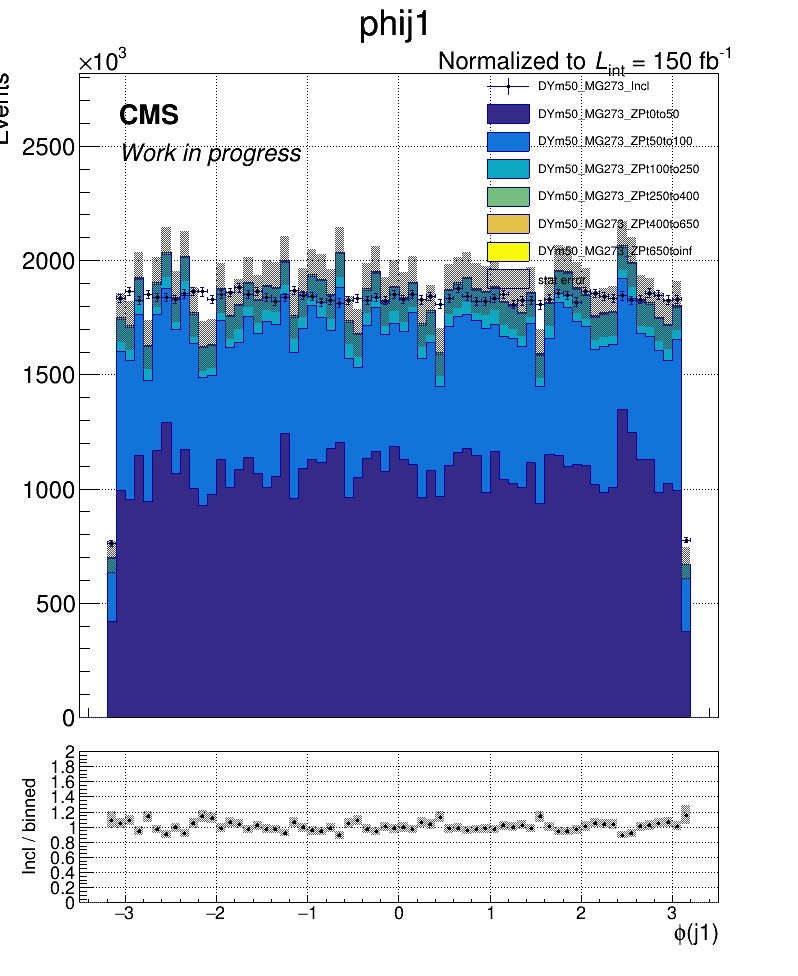 phij1
×10³
Normalized to L_int = 150 fb⁻¹
Events
CMS
Work in progress
DYm50_MG273_Incl
DYm50_MG273_ZPt0to50
DYm50_MG273_ZPt50to100
DYm50_MG273_ZPt100to250
DYm50_MG273_ZPt250to400
DYm50_MG273_ZPt400to650
DYm50_MG273_ZPt650toinf
stat error
2500
2000
1500
1000
500
0
Incl / binned
2
1.8
1.6
1.4
1.2
1
0.8
0.6
0.4
0.2
0
−3 −2 −1 0 1 2 3
ϕ(j1)